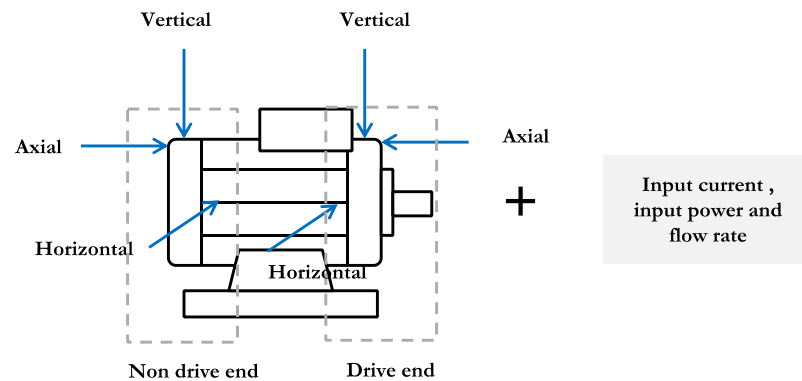 Vertical
Vertical
Axial
Axial
Horizontal
Horizontal
Non drive end
Drive end
+
Input current ,
input power and
flow rate